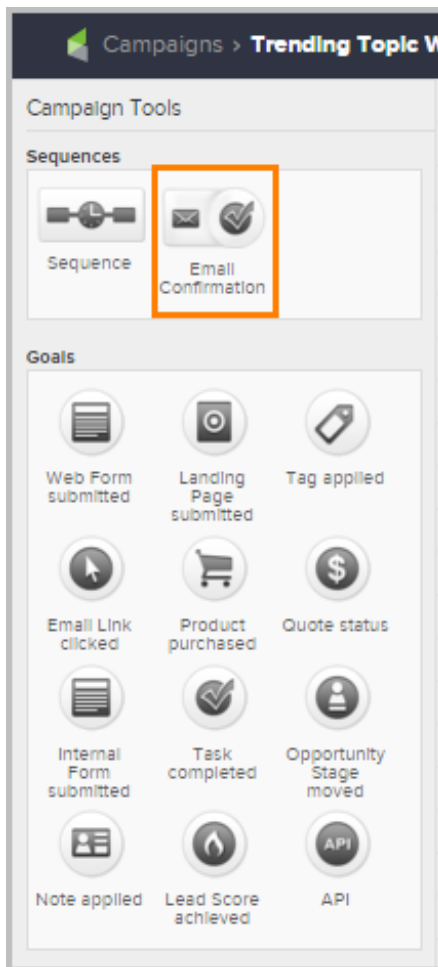 Campaigns > Trending Topic W
Campaign Tools
Sequences
Sequence
Email
Confirmation
Goals
Web Form
submitted
Landing
Page
submitted
Tag applied
Email Link
clicked
Product
purchased
$
Quote status
Internal
Form
submitted
Task
completed
Opportunity
Stage
moved
Note applied
Lead Score
achieved
API
API